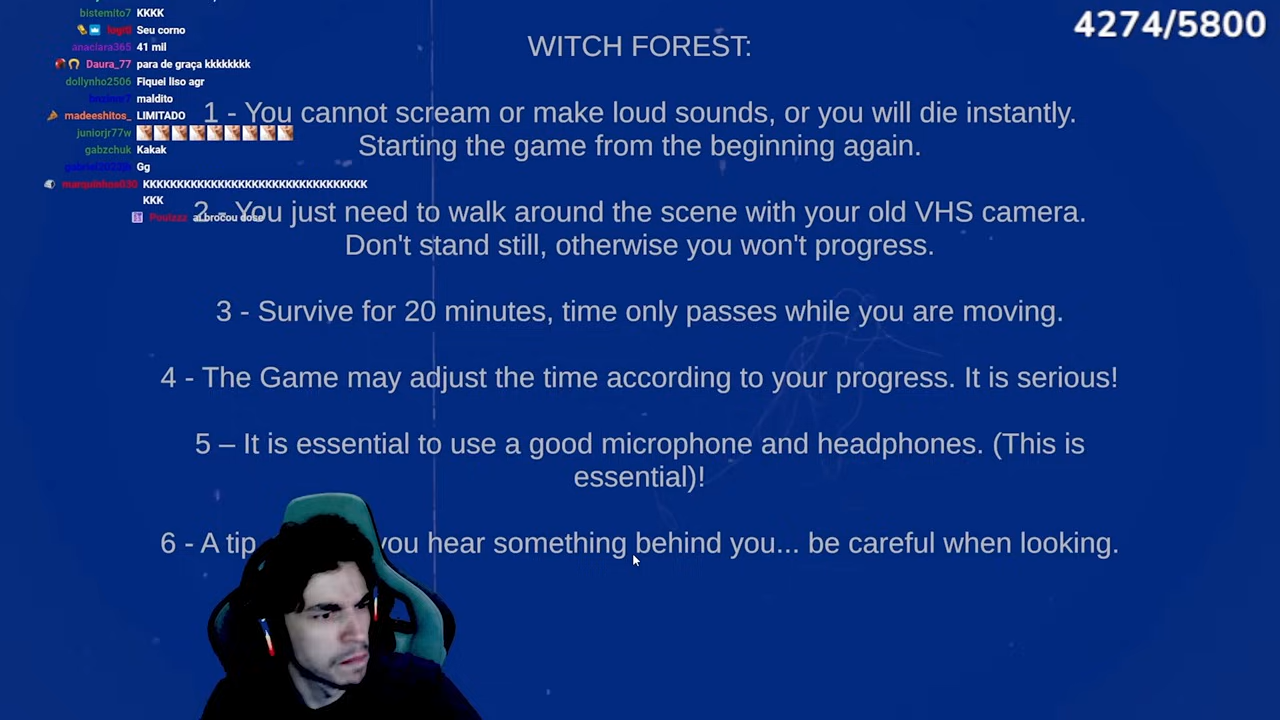 bistemito7 KKKK
logiti Seu corno
anaciara365 41 mil
Daura_77 para de graça kkkkkkkk
dollynho2506 Fiquei liso agr
maldito
madeeshitos_ LIMITADO
juniorjr77w
gabzchuk Kakak
Gg
marquinhos030 KKKKKKKKKKKKKKKKKKKKKKKKKKKKKKKKKK
KKK
4274/5800
WITCH FOREST:
1 - You cannot scream or make loud sounds, or you will die instantly.
Starting the game from the beginning again.
2 - You just need to walk around the scene with your old VHS camera.
Don't stand still, otherwise you won't progress.
3 - Survive for 20 minutes, time only passes while you are moving.
4 - The Game may adjust the time according to your progress. It is serious!
5 – It is essential to use a good microphone and headphones. (This is
essential)!
6 - A tip you hear something behind you... be careful when looking.